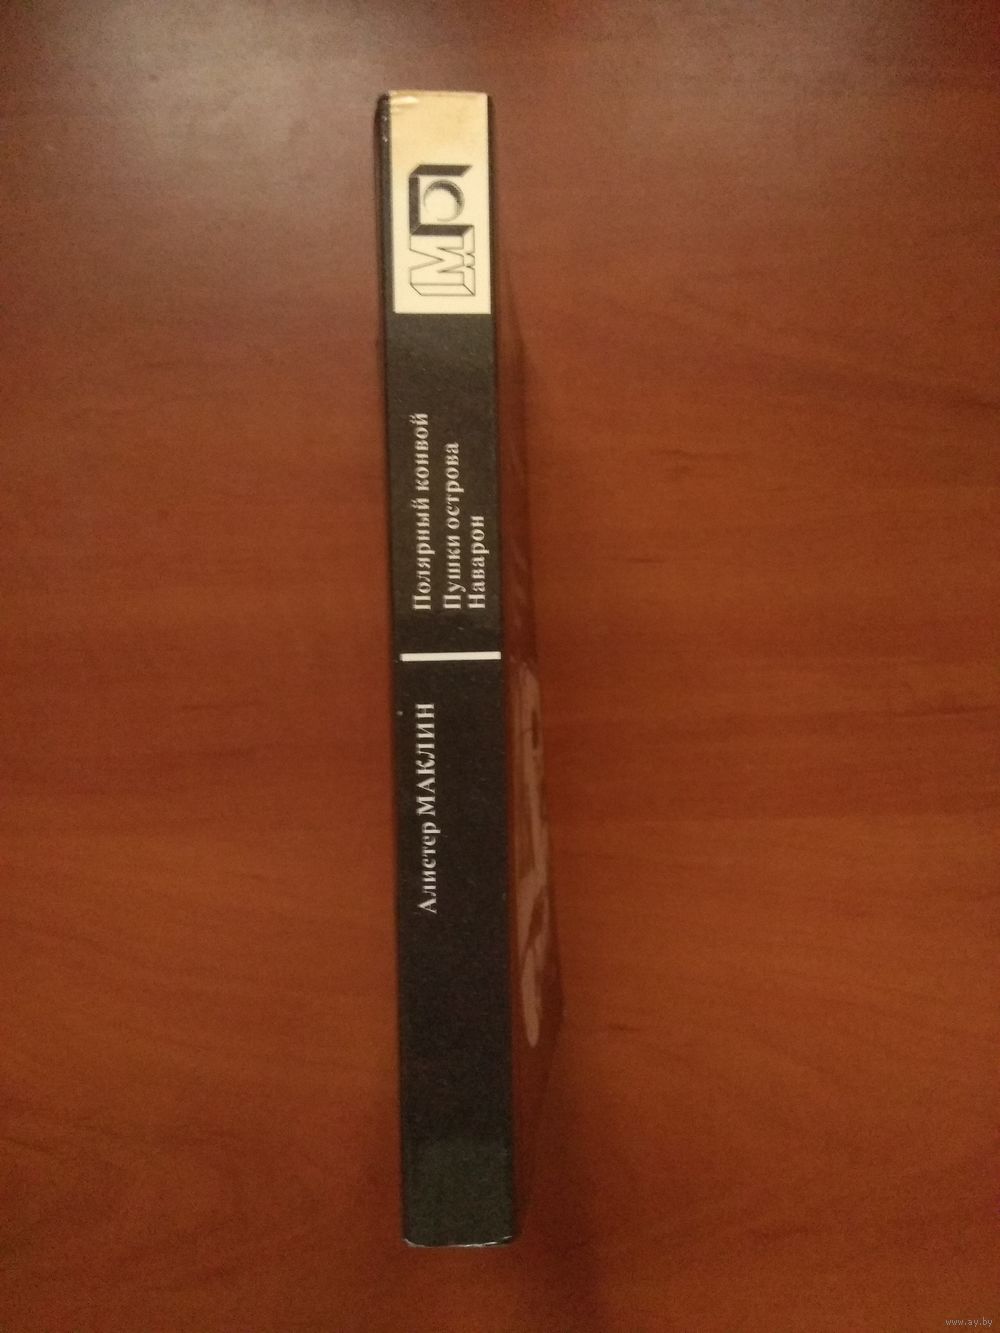 Алистер МАКЛИН
Полярный конвой
Пушки острова
Наварон
www.ay.by